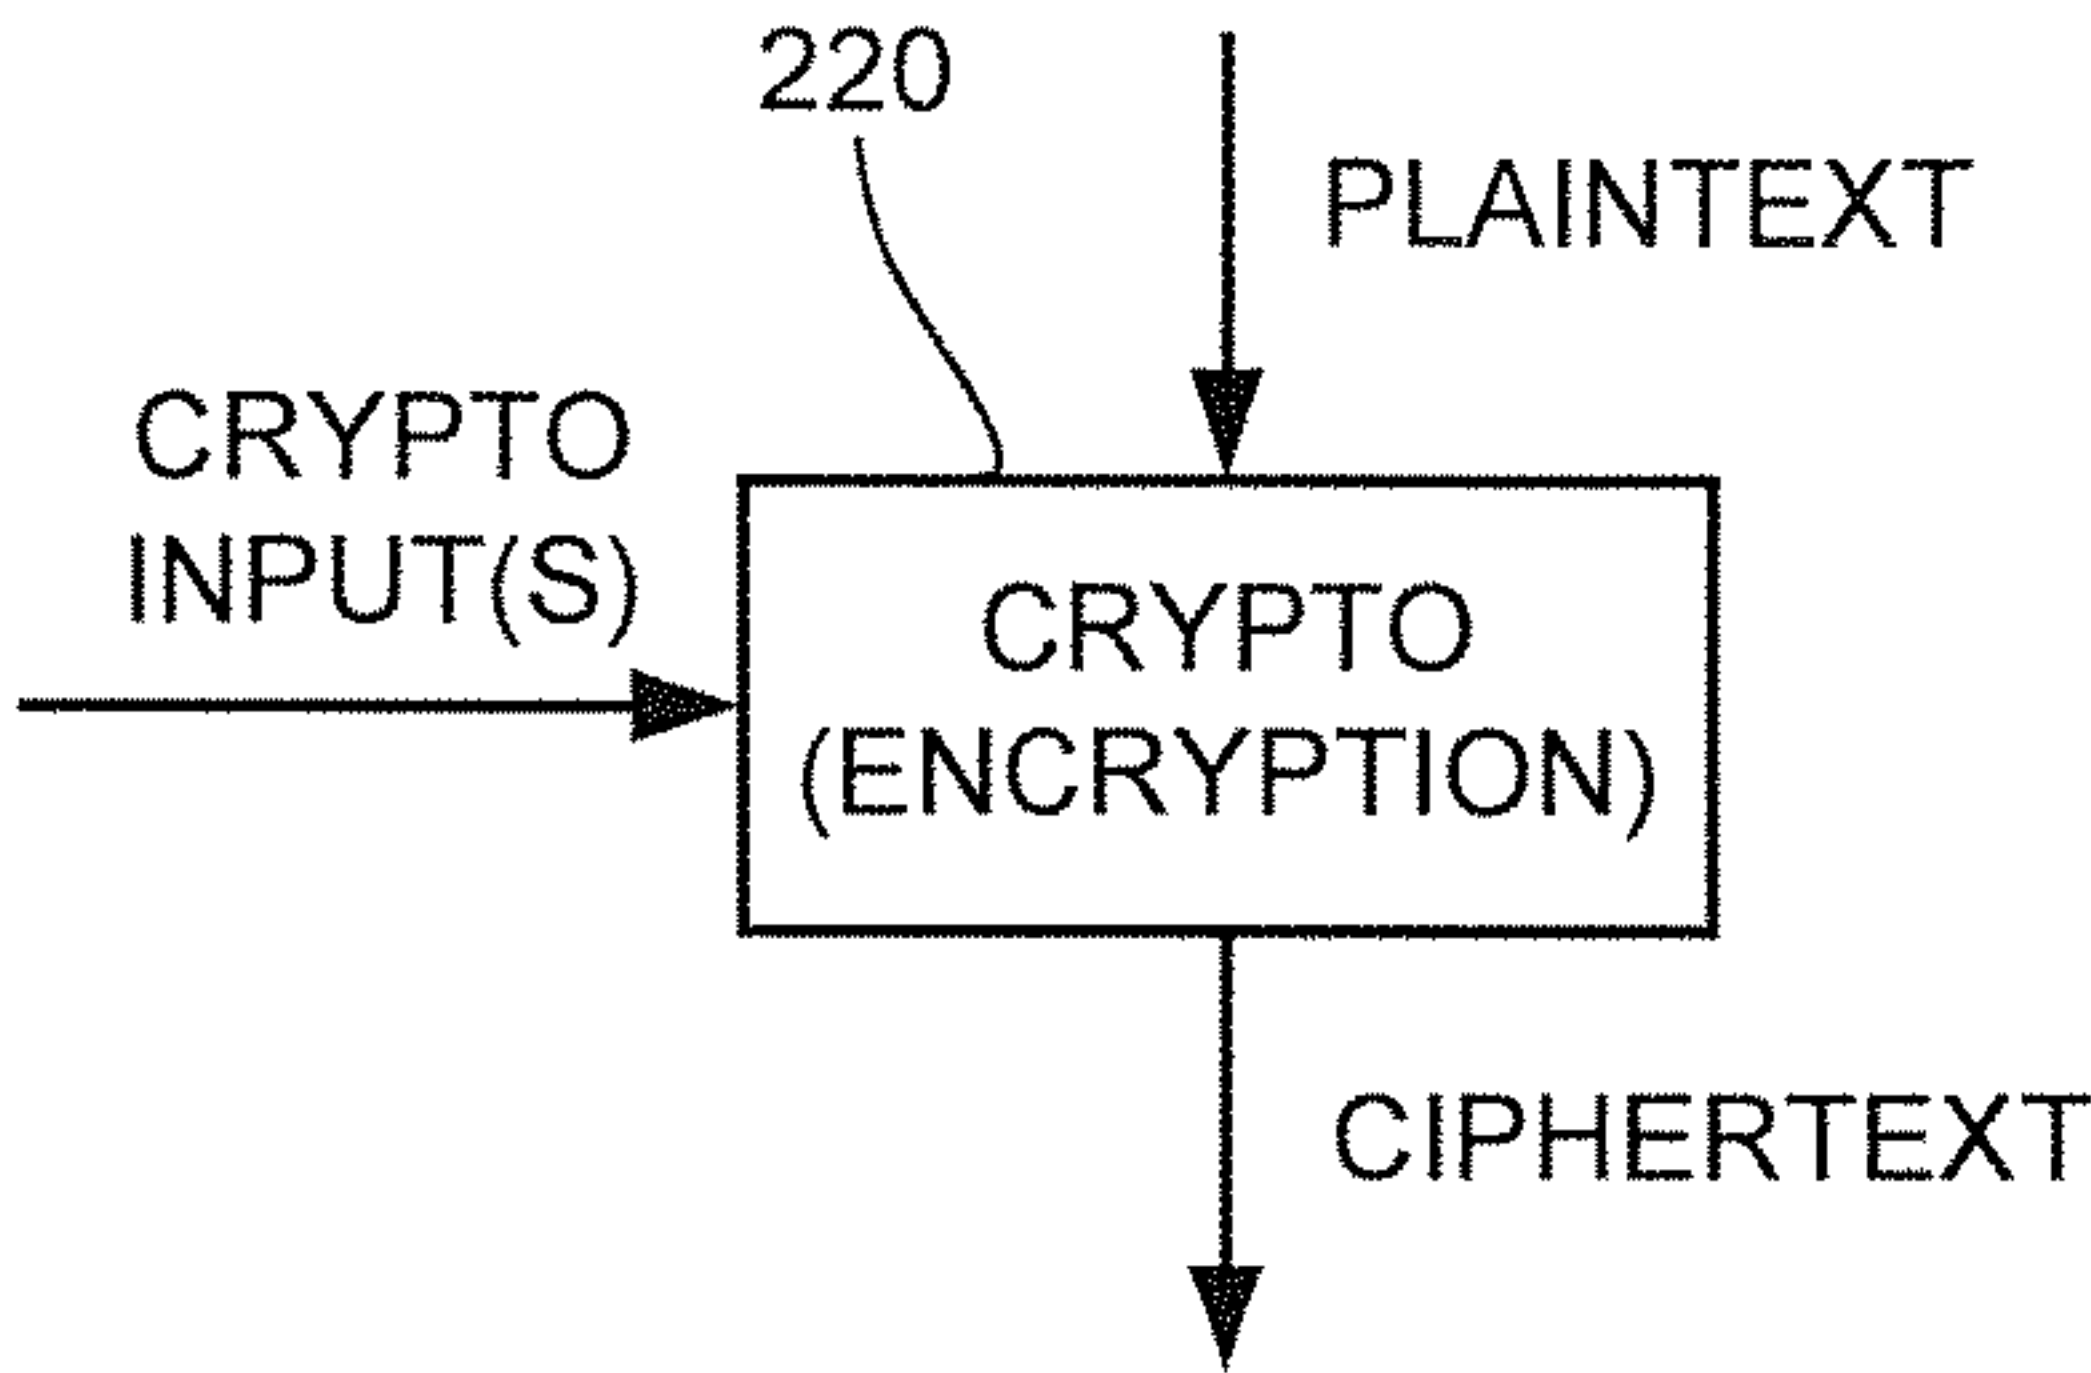 220
PLAINTEXT
CRYPTO
INPUT(S)
CRYPTO
(ENCRYPTION)
CIPHERTEXT